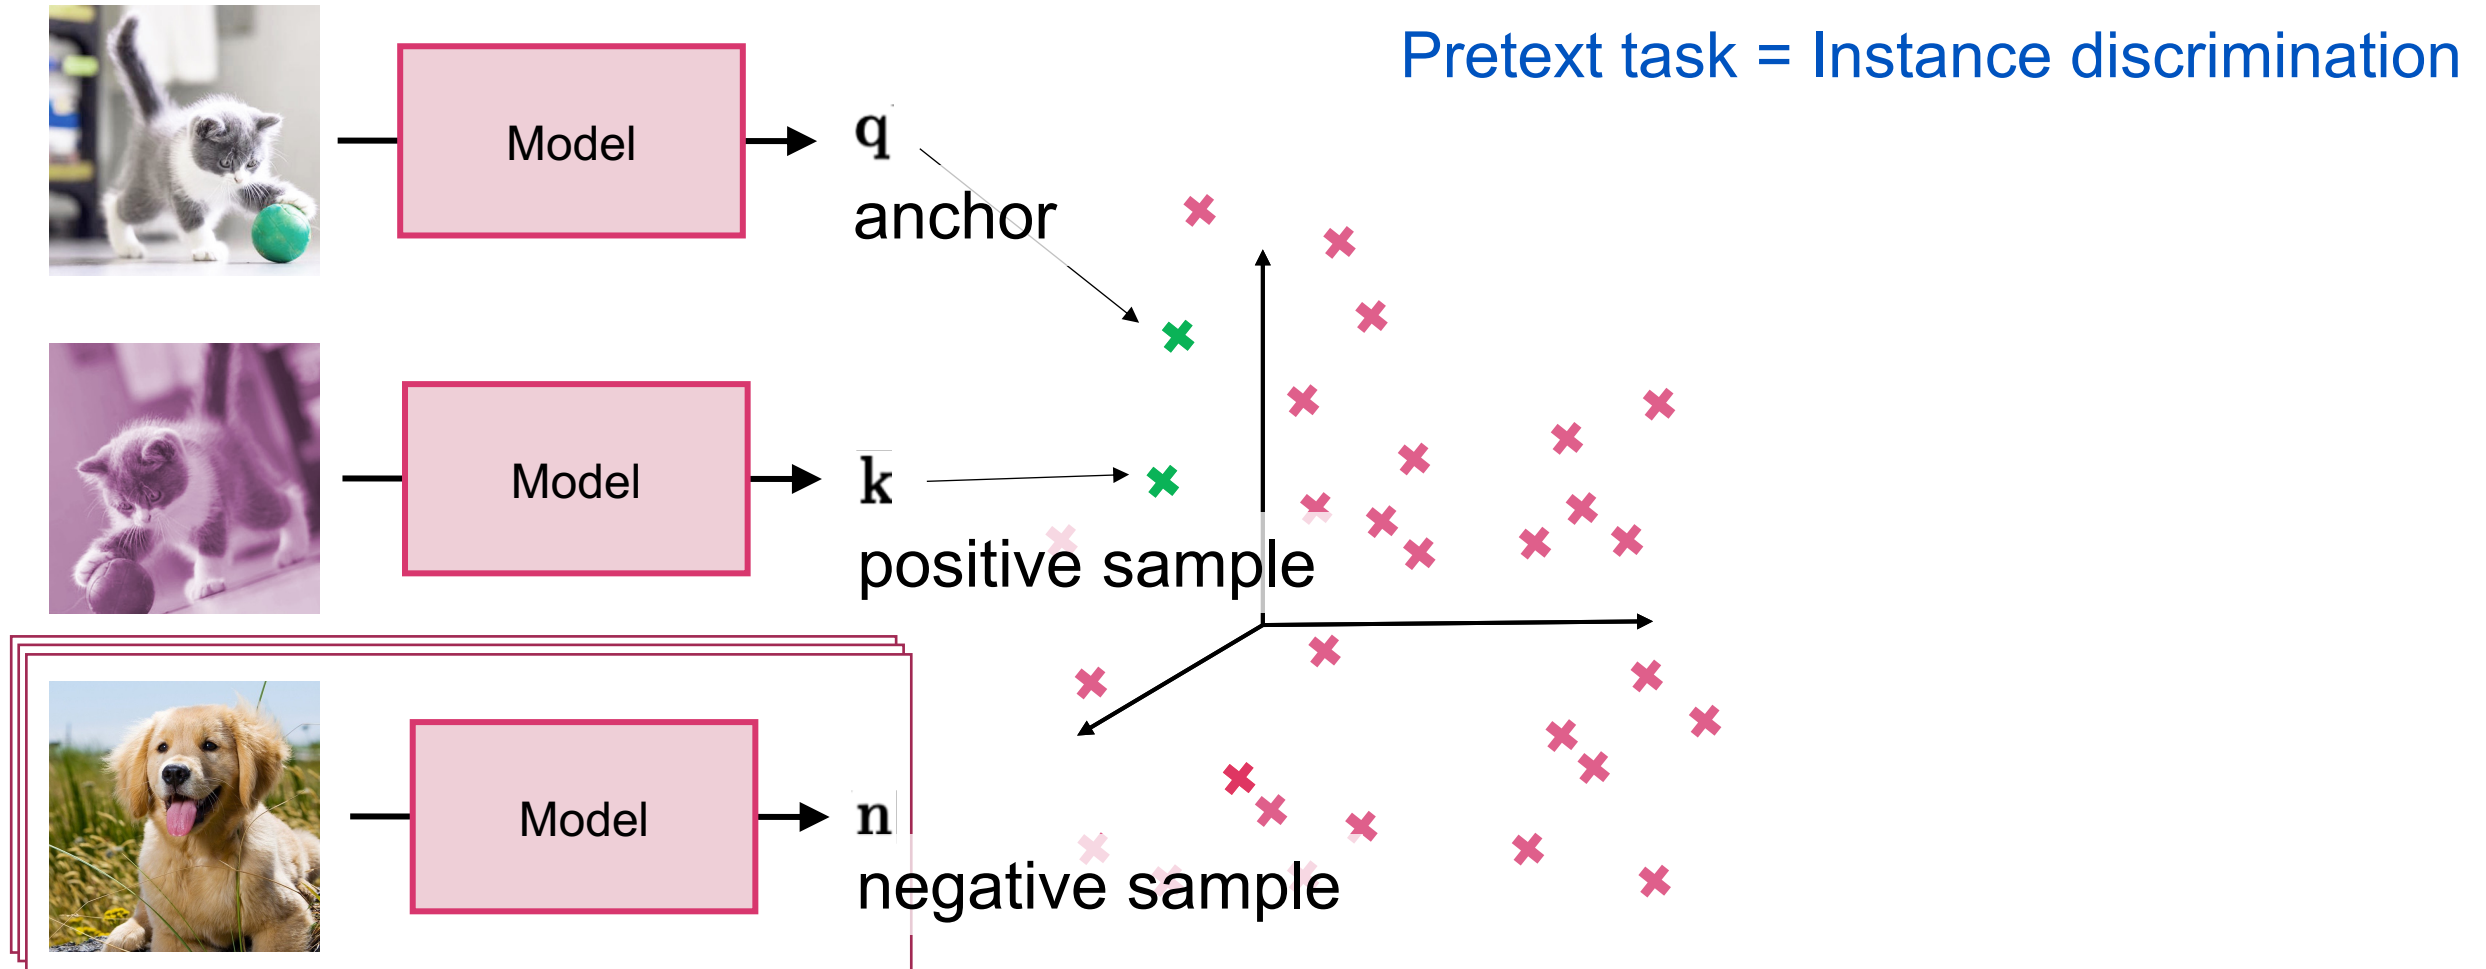 Pretext task = Instance discrimination
Model
q
anchor
Model
k
positive sample
Model
n
negative sample